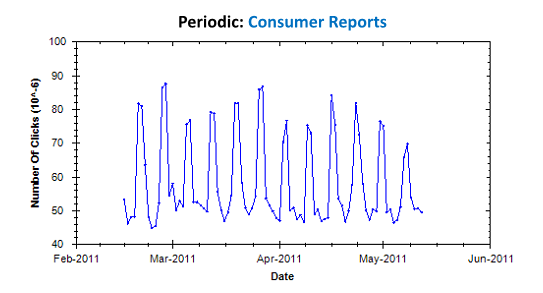 Periodic: Consumer Reports
100
90
80
70
60
50
40
Number Of Clicks (10^-6)
Feb-2011 Mar-2011 Apr-2011 May-2011 Jun-2011
Date